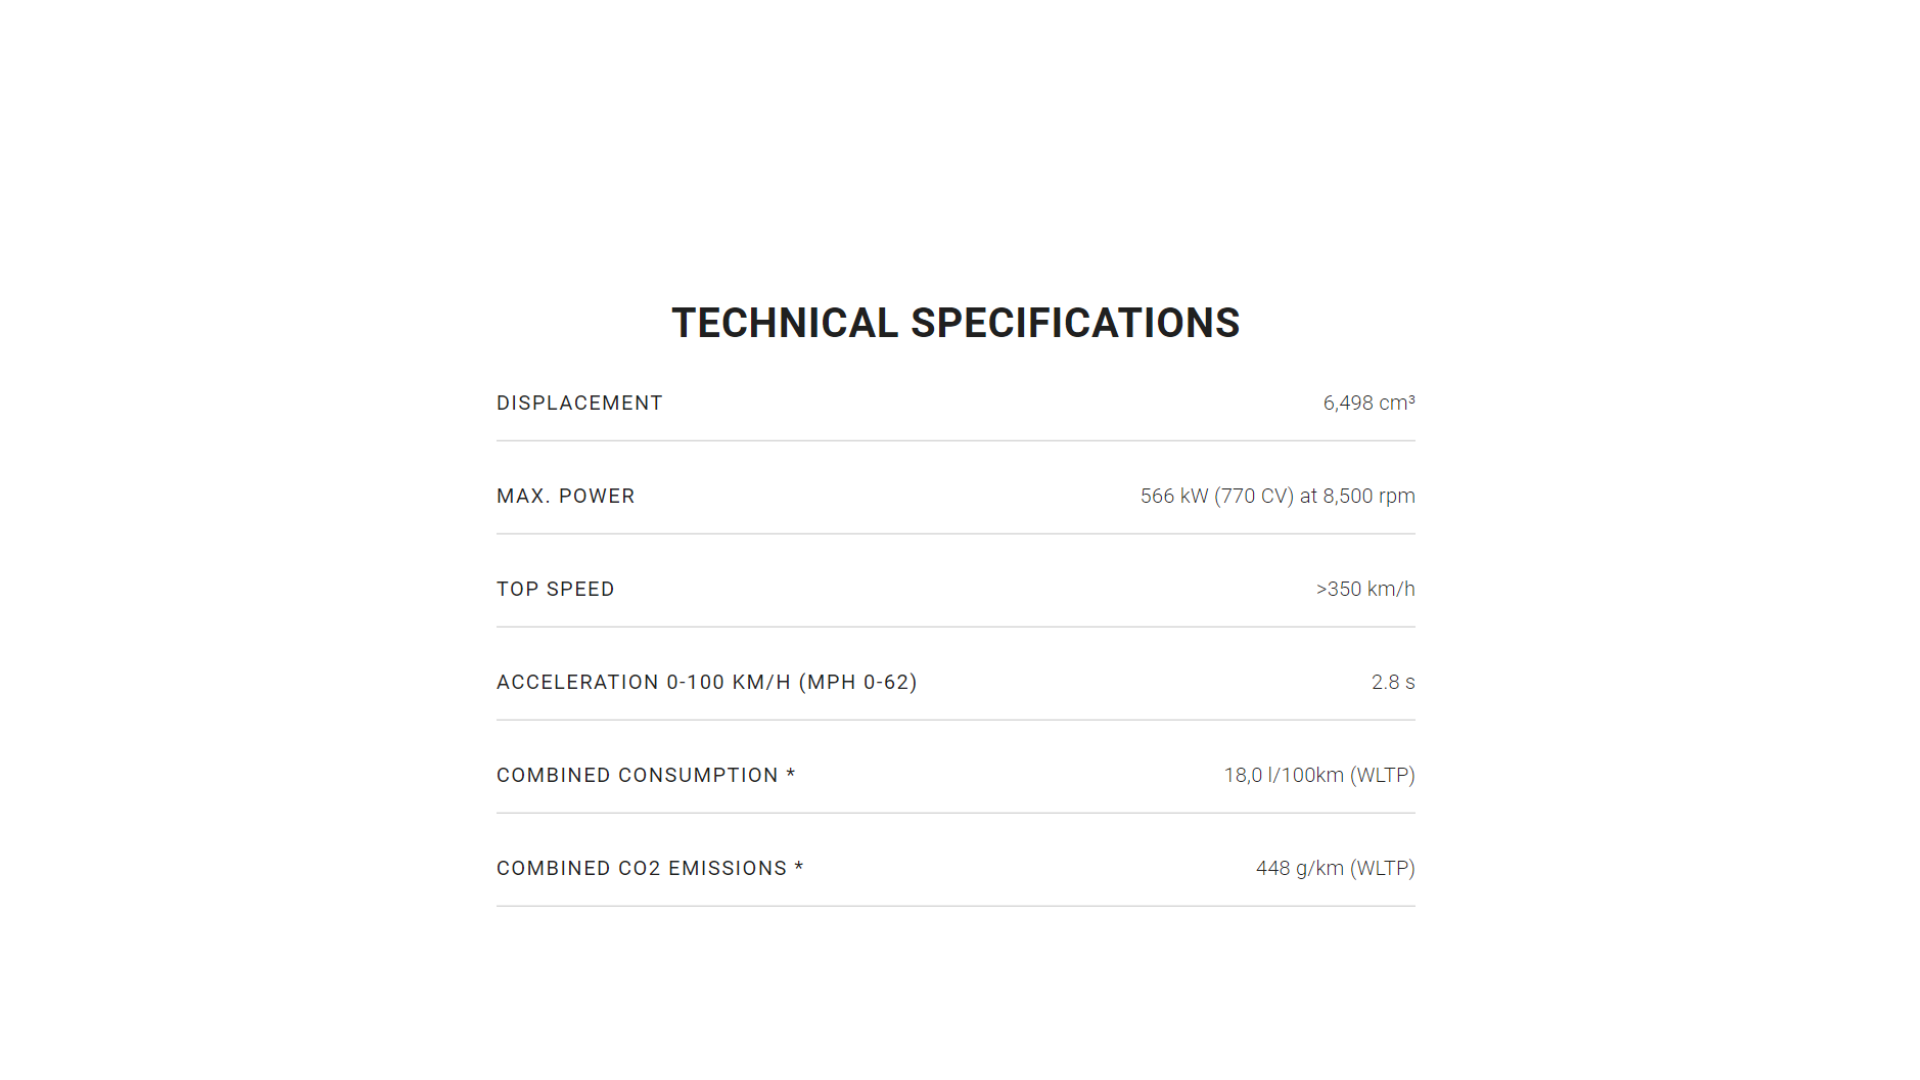 TECHNICAL SPECIFICATIONS
DISPLACEMENT 6,498 cm³
MAX. POWER 566 kW (770 CV) at 8,500 rpm
TOP SPEED >350 km/h
ACCELERATION 0-100 KM/H (MPH 0-62) 2.8 s
COMBINED CONSUMPTION * 18,0 l/100km (WLTP)
COMBINED CO2 EMISSIONS * 448 g/km (WLTP)